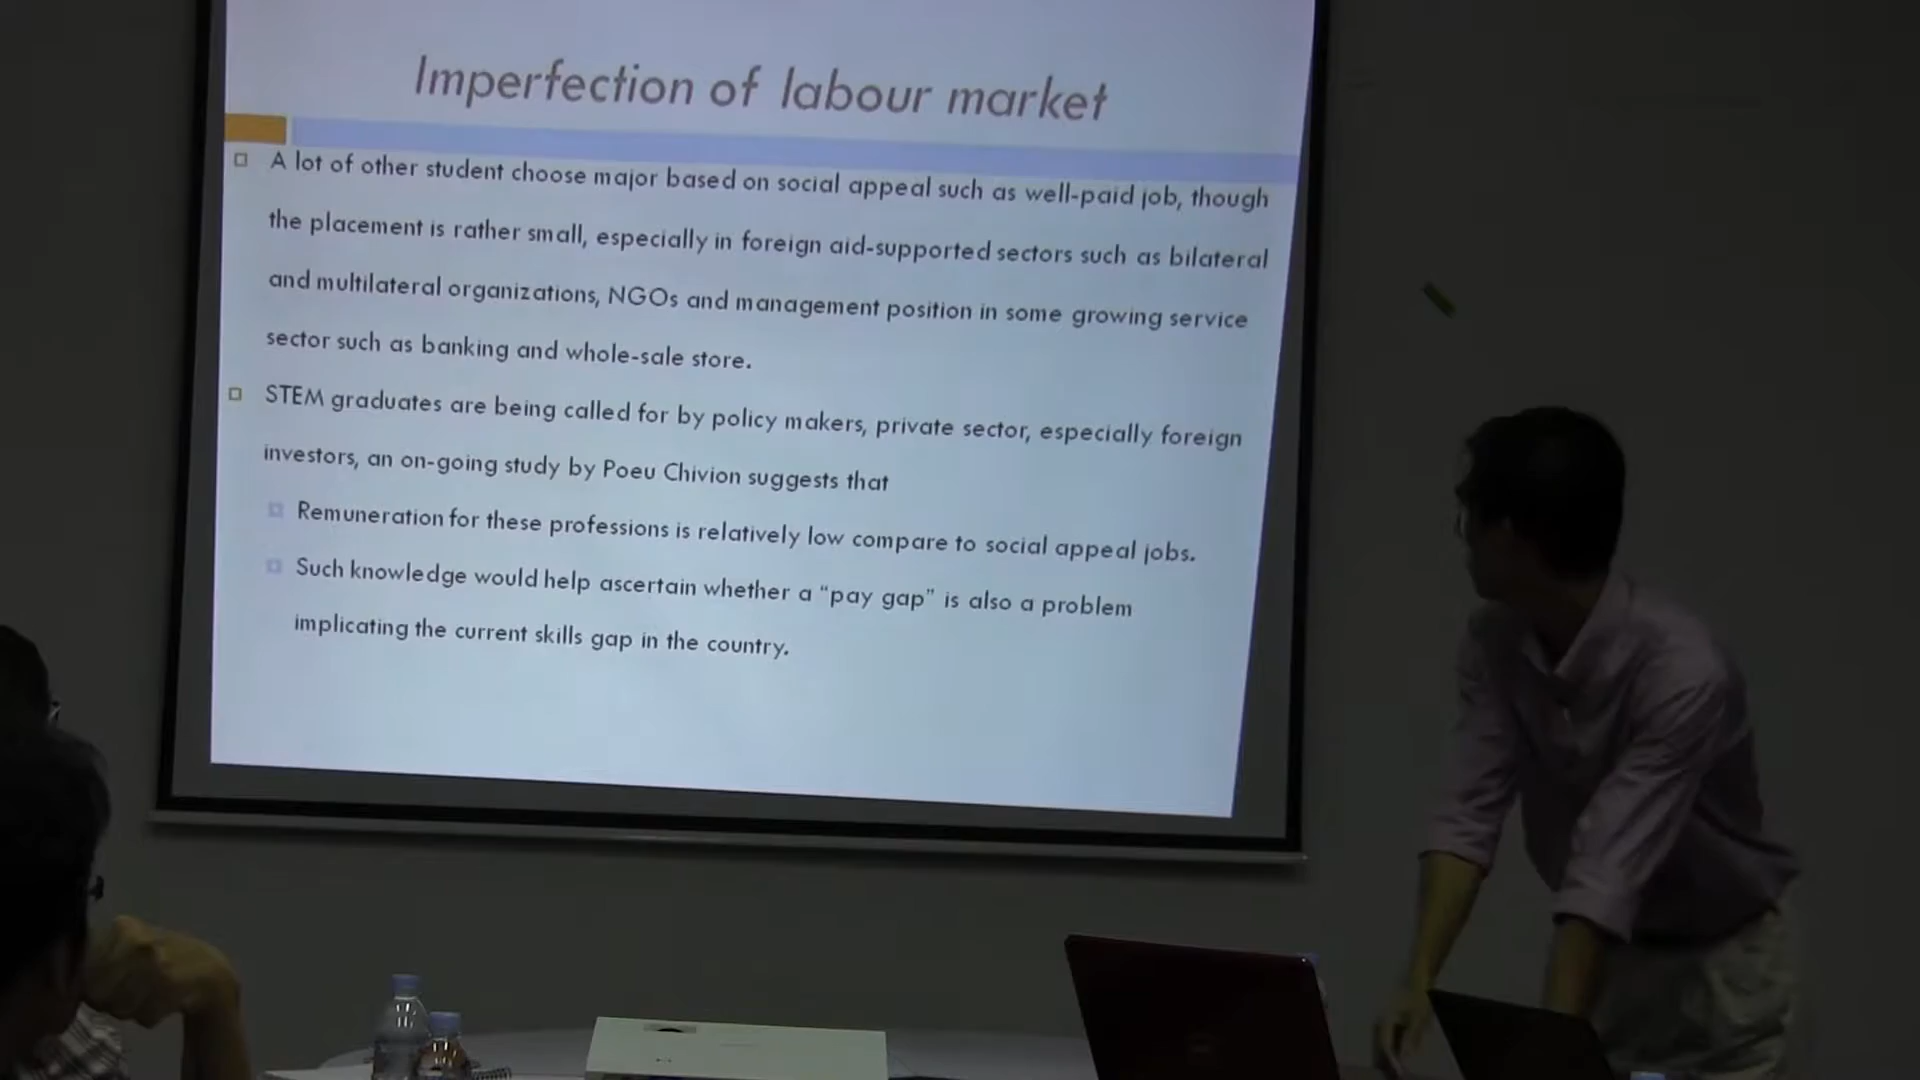 Imperfection of labour market
A lot of other student choose major based on social appeal such as well-paid job, though
the placement is rather small, especially in foreign aid-supported sectors such as bilateral
and multilateral organizations, NGOs and management position in some growing service
sector such as banking and whole-sale store.
STEM graduates are being called for by policy makers, private sector, especially foreign
investors, an on-going study by Poeu Chivion suggests that
Remuneration for these professions is relatively low compare to social appeal jobs.
Such knowledge would help ascertain whether a “pay gap” is also a problem
implicating the current skills gap in the country.